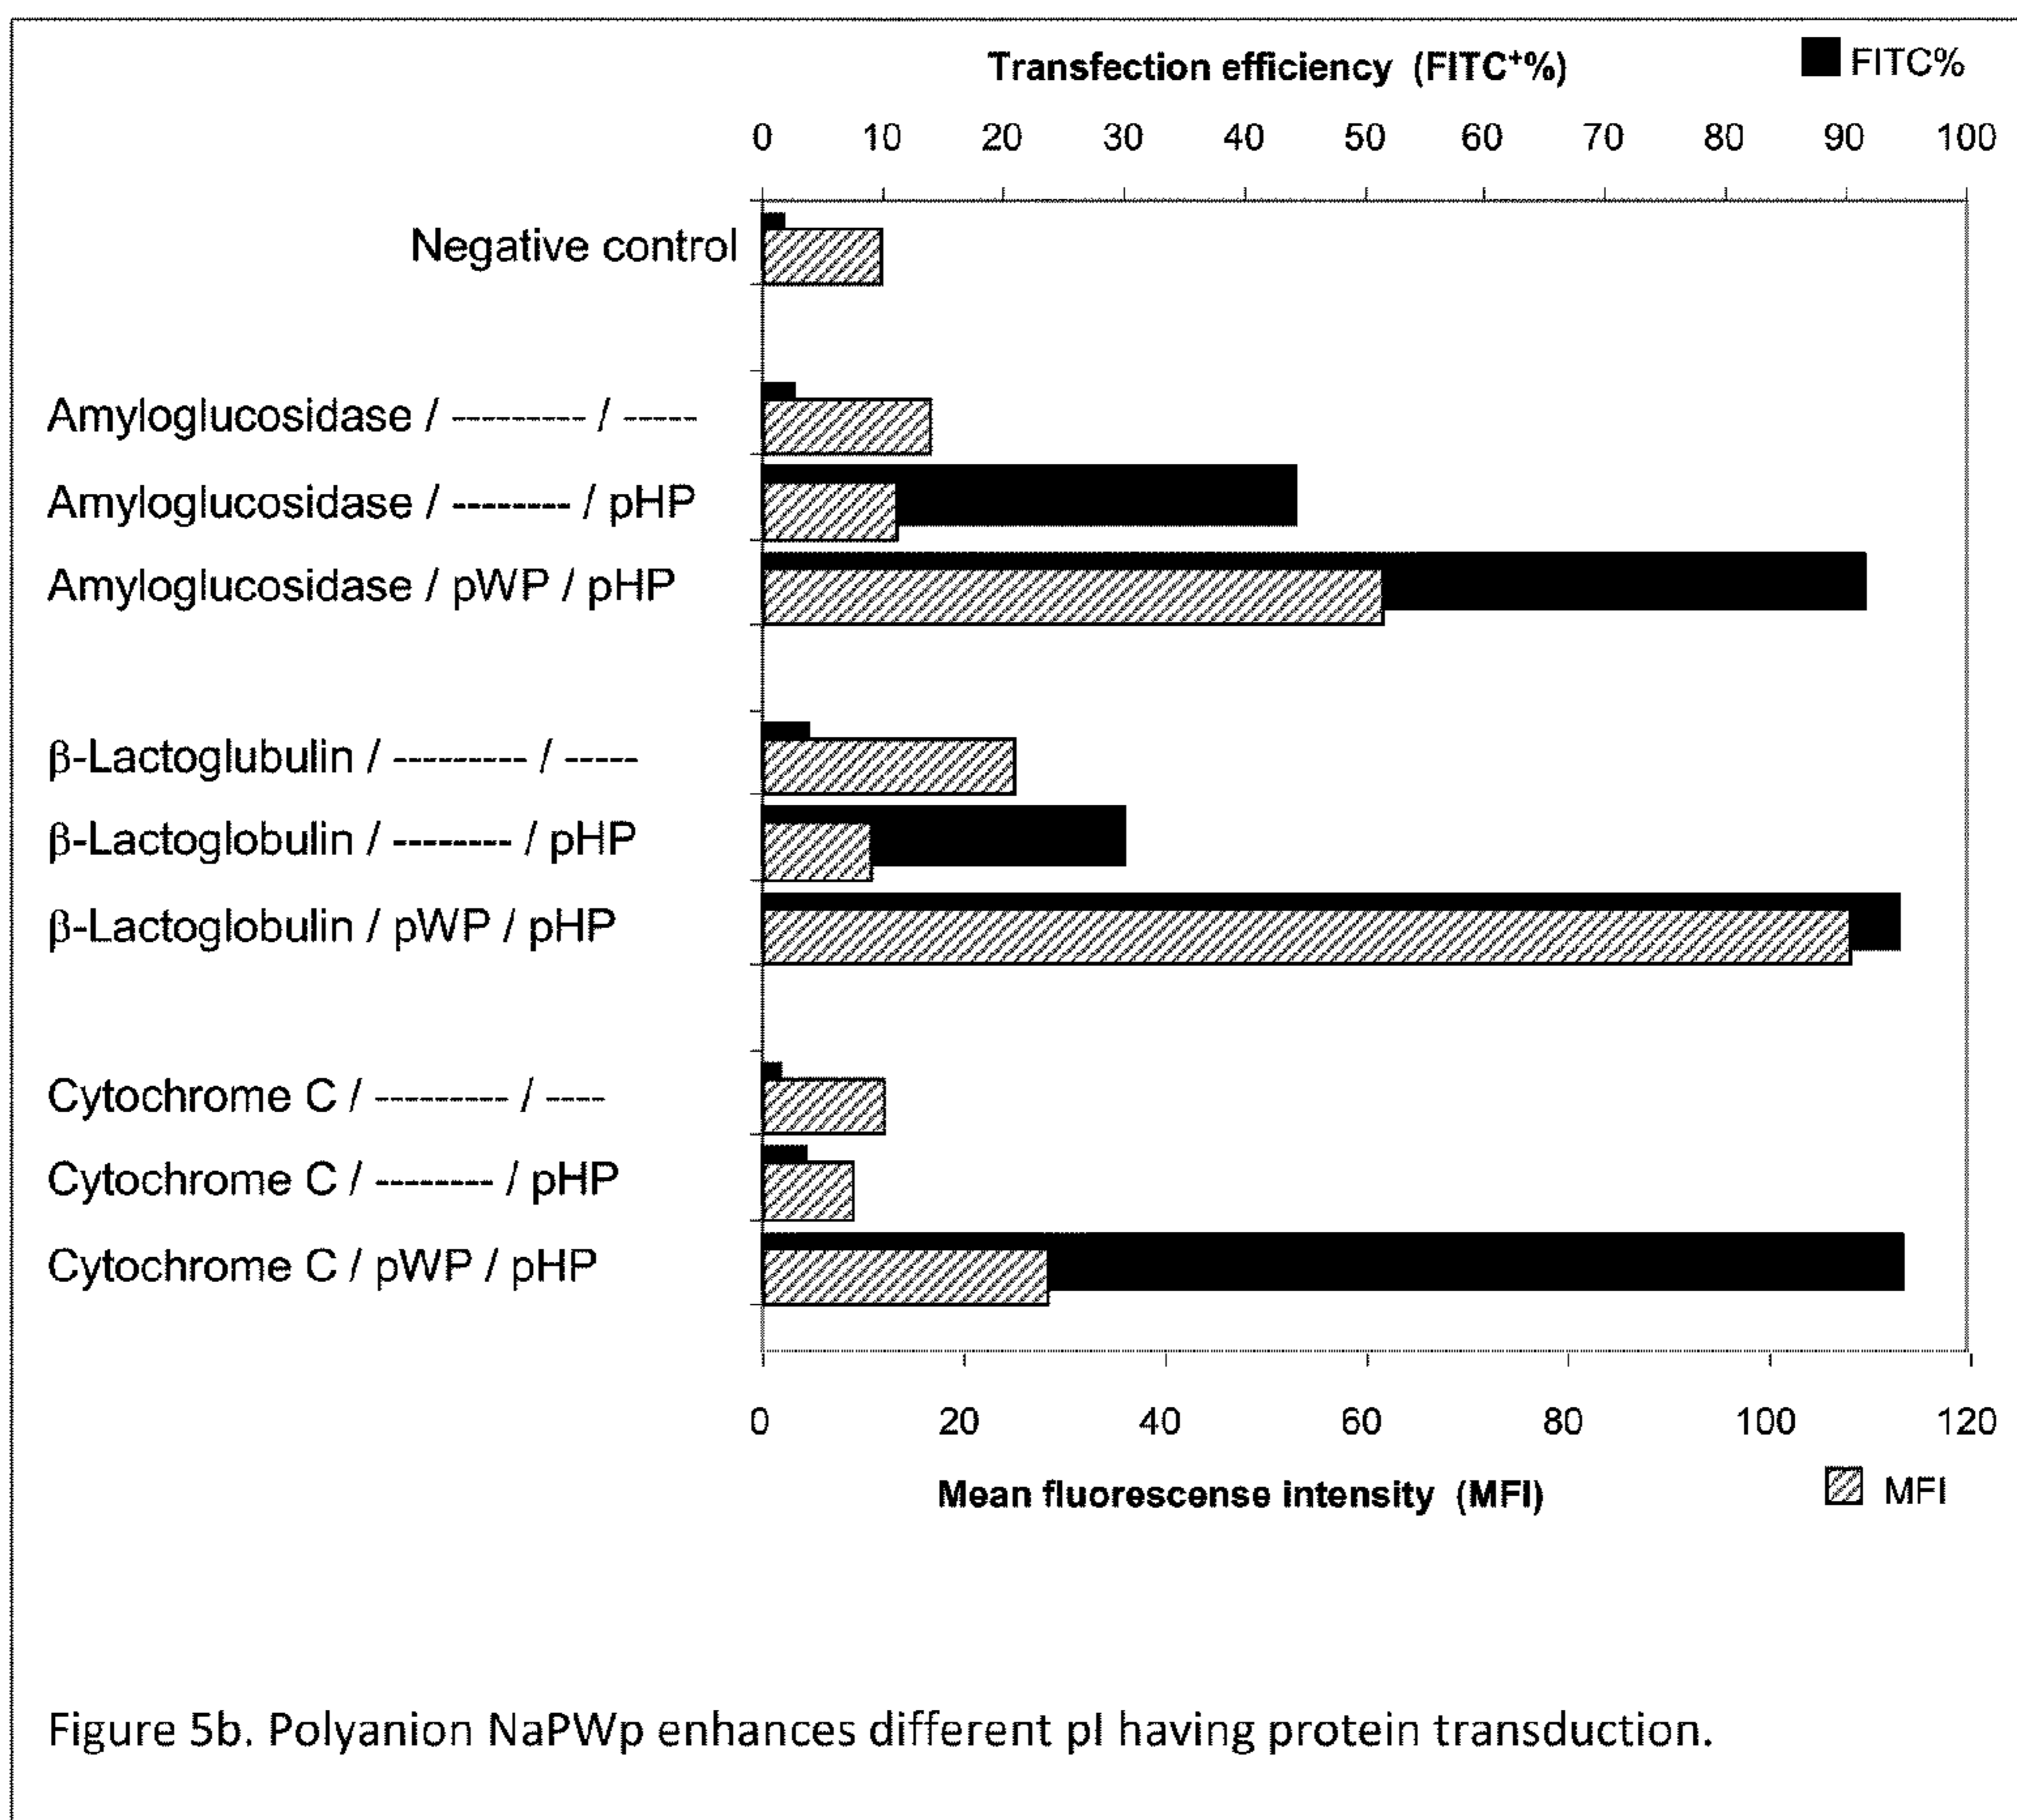 Transfection efficiency (FITC⁺%)
FITC%
0 10 20 30 40 50 60 70 80 90 100
Negative control
Amyloglucosidase / --------- / -----
Amyloglucosidase / -------- / pHP
Amyloglucosidase / pWP / pHP
β-Lactoglubulin / --------- / -----
β-Lactoglobulin / -------- / pHP
β-Lactoglobulin / pWP / pHP
Cytochrome C / --------- / ----
Cytochrome C / -------- / pHP
Cytochrome C / pWP / pHP
0 20 40 60 80 100 120
Mean fluorescense intensity (MFI)
MFI
Figure 5b. Polyanion NaPWp enhances different pI having protein transduction.